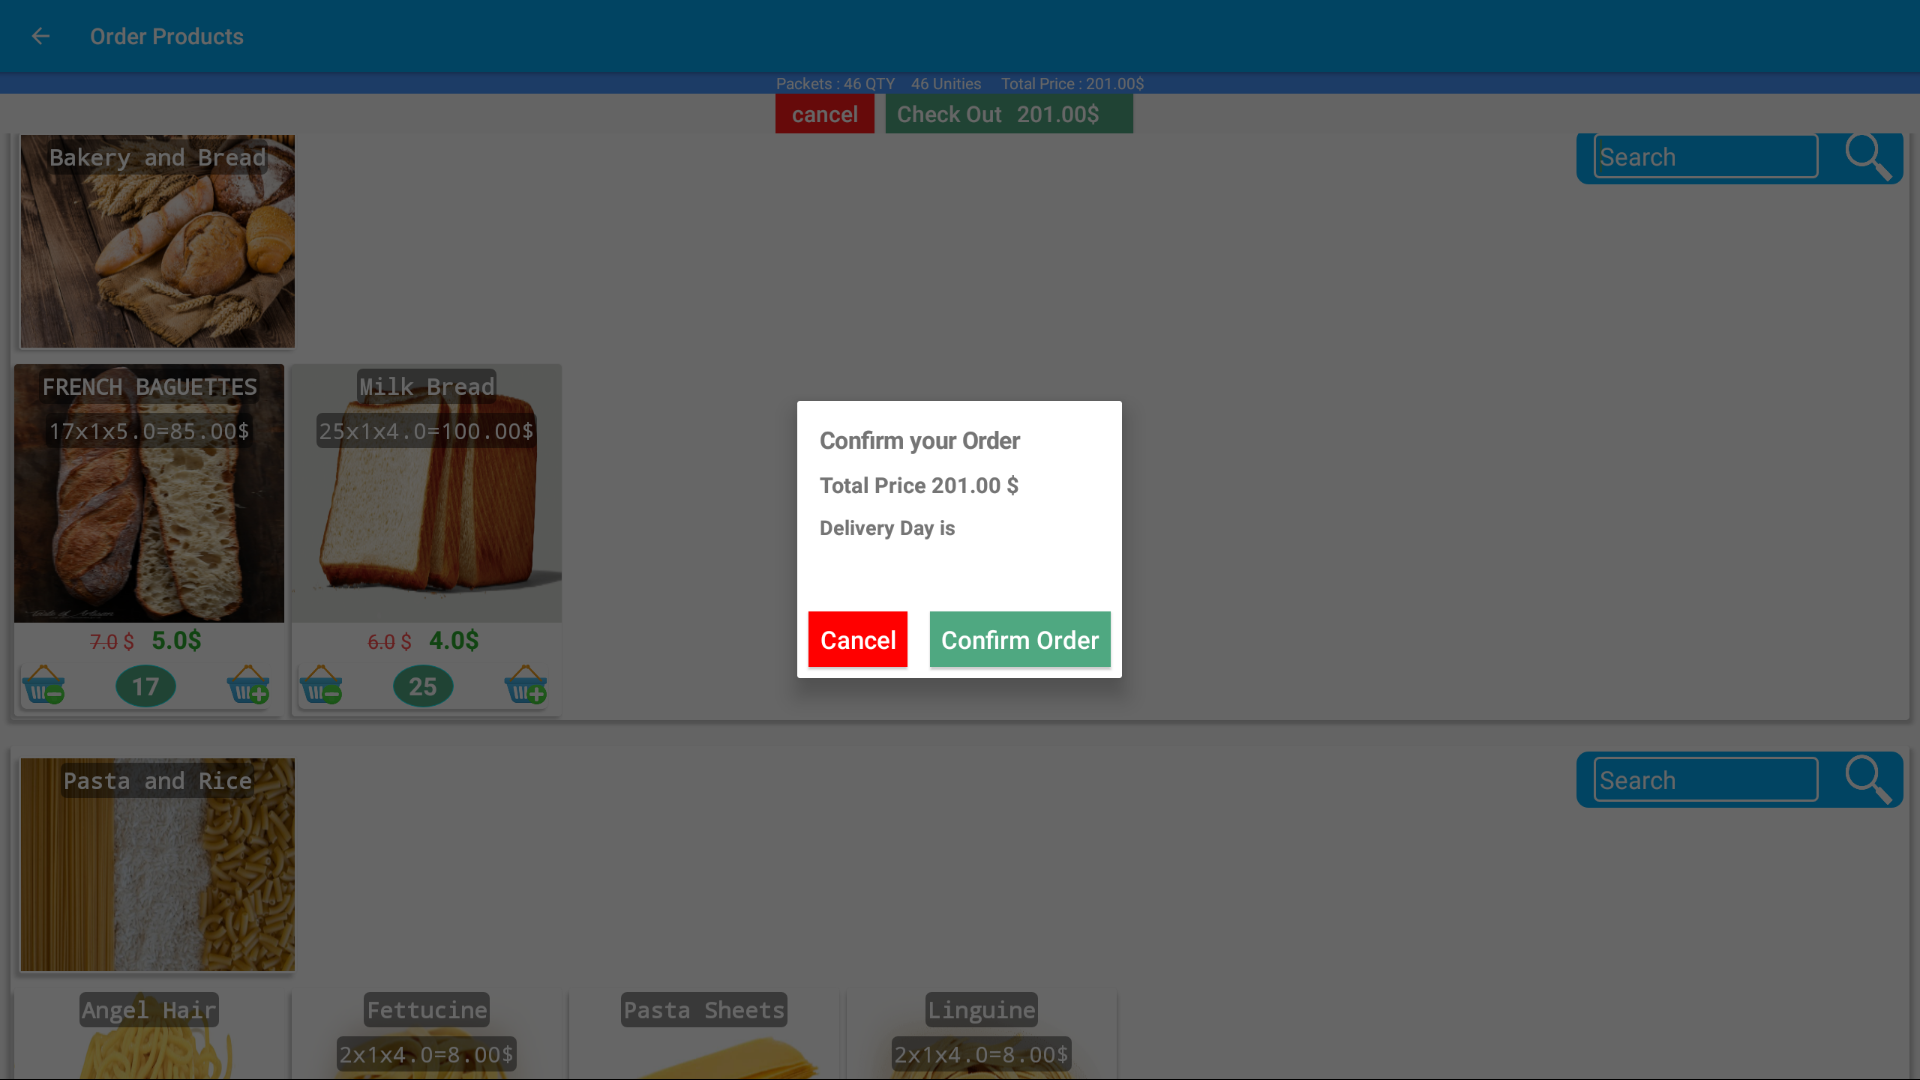 Order Products
Packets : 46 QTY 46 Unities Total Price : 201.00$
cancel Check Out 201.00$
Bakery and Bread
Search
FRENCH BAGUETTES
17x1x5.0=85.00$
Milk Bread
25x1x4.0=100.00$
7.0 $ 5.0$
17
6.0 $ 4.0$
25
Confirm your Order
Total Price 201.00 $
Delivery Day is
Cancel Confirm Order
Pasta and Rice
Search
Angel Hair
Fettucine
2x1x4.0=8.00$
Pasta Sheets
Linguine
2x1x4.0=8.00$